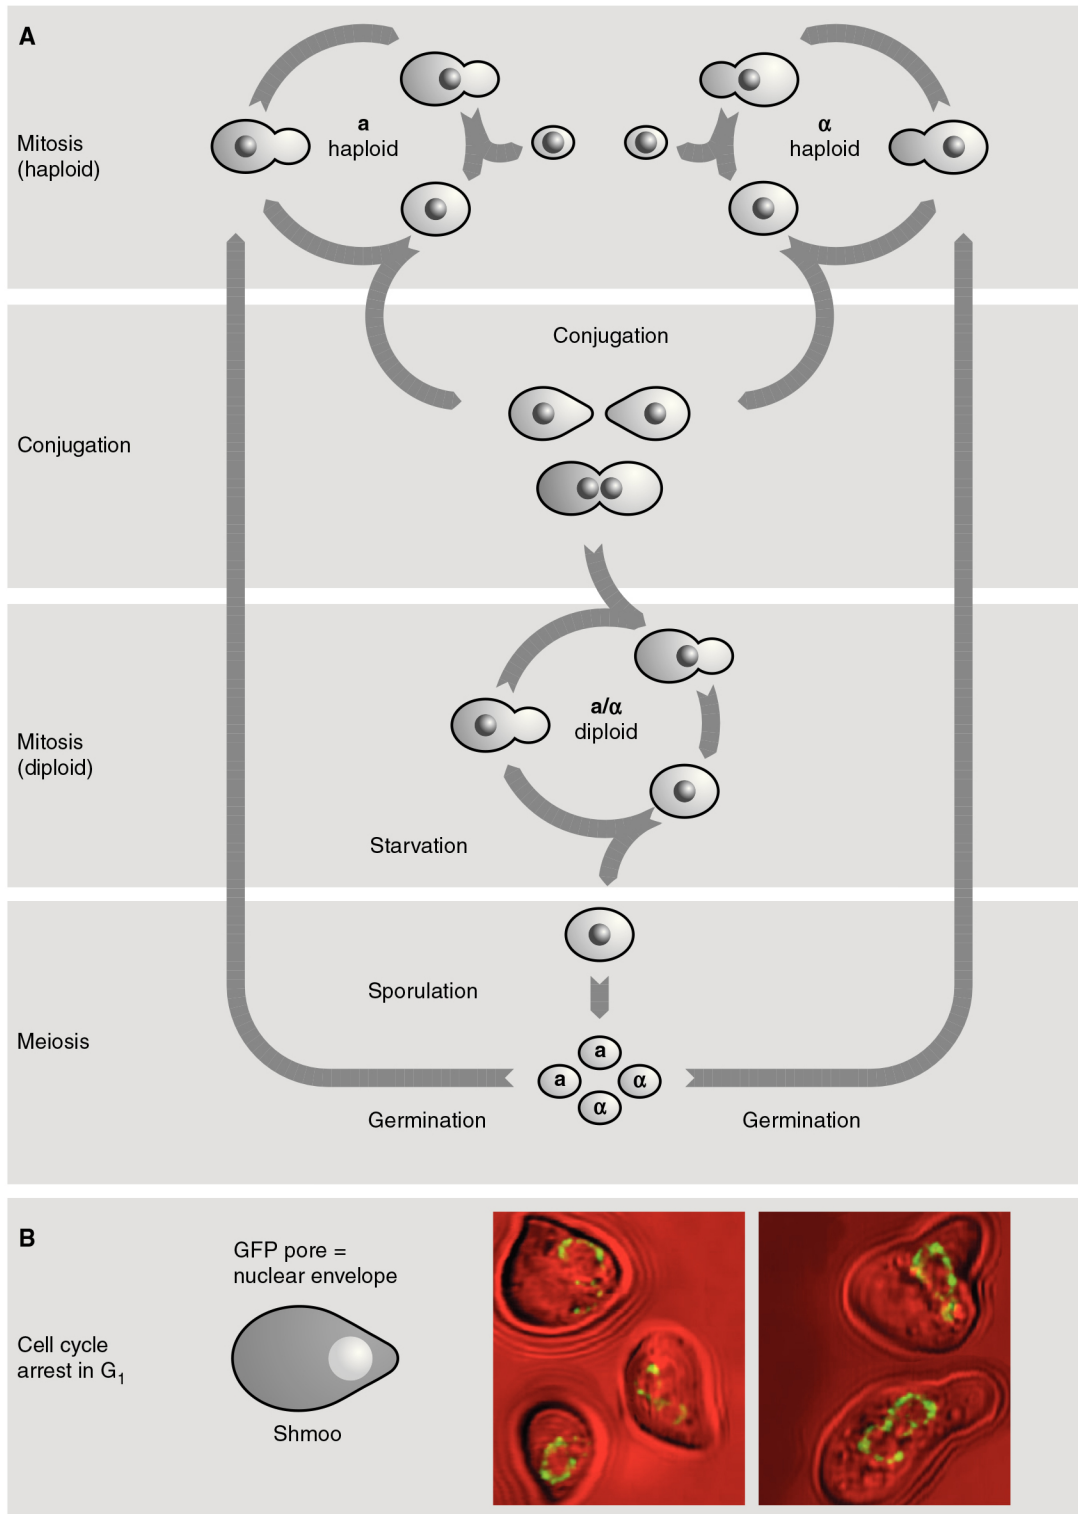 A
Mitosis
(haploid)
a
haploid
α
haploid
Conjugation
Conjugation
Mitosis
(diploid)
a/α
diploid
Starvation
Sporulation
Meiosis
a
a
α
α
Germination
Germination
B
GFP pore =
nuclear envelope
Cell cycle
arrest in G₁
Shmoo